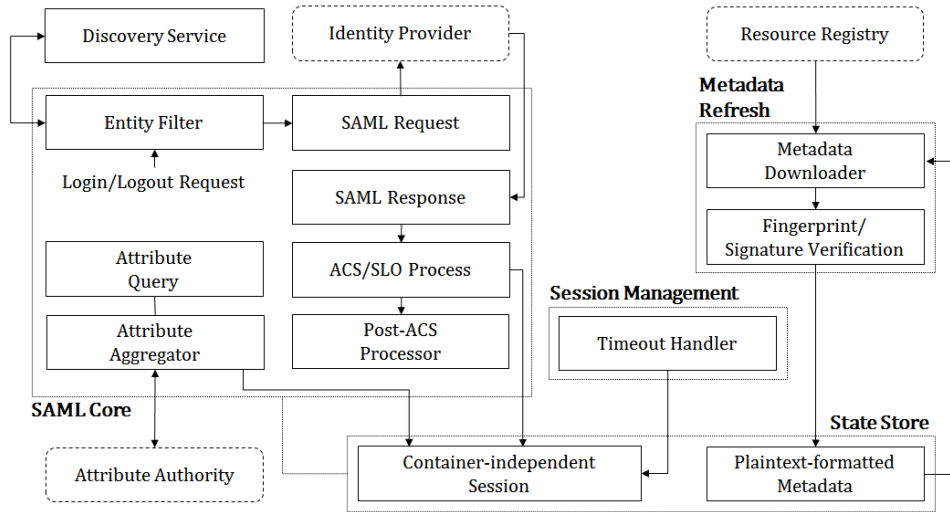 Discovery Service
Identity Provider
Resource Registry
Metadata
Refresh
Entity Filter
SAML Request
Metadata
Downloader
Login/Logout Request
SAML Response
Fingerprint/
Signature Verification
Attribute
Query
ACS/SLO Process
Session Management
Attribute
Aggregator
Post-ACS
Processor
Timeout Handler
SAML Core
State Store
Attribute Authority
Container-independent
Session
Plaintext-formatted
Metadata